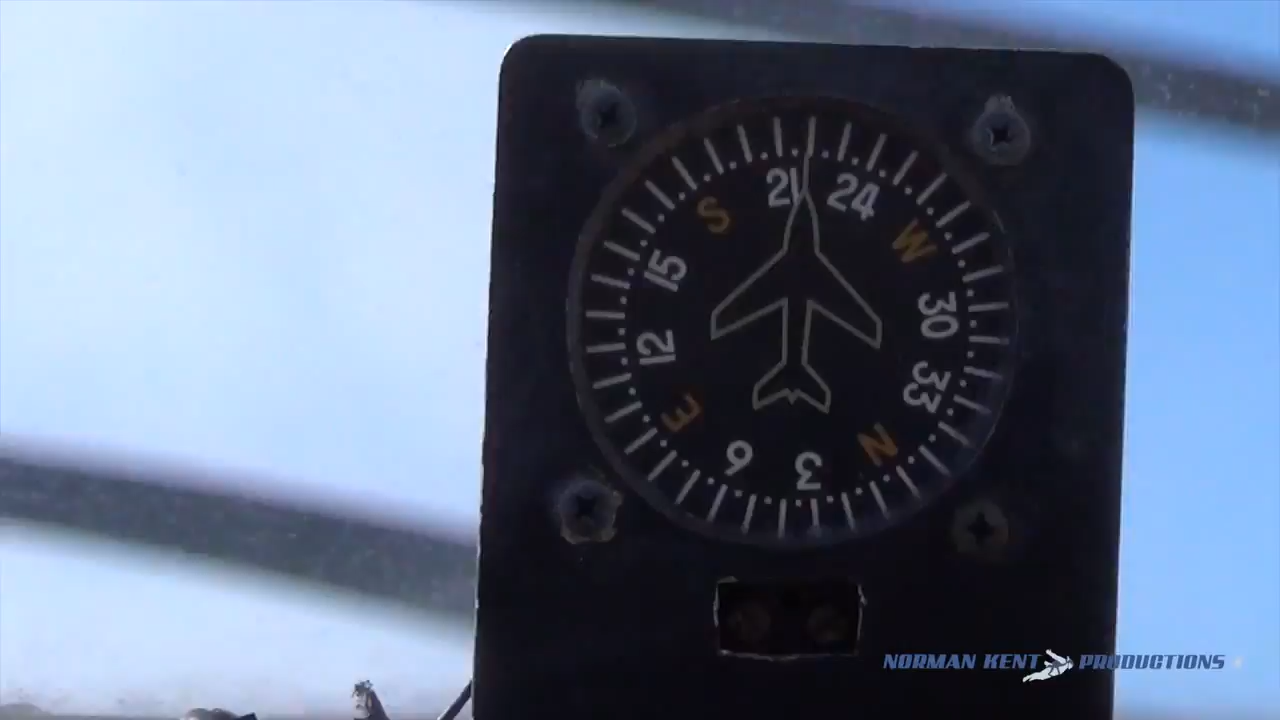 21 24
S W
15 30
12 33
E N
6 3
NORMAN KENT PRODUCTIONS